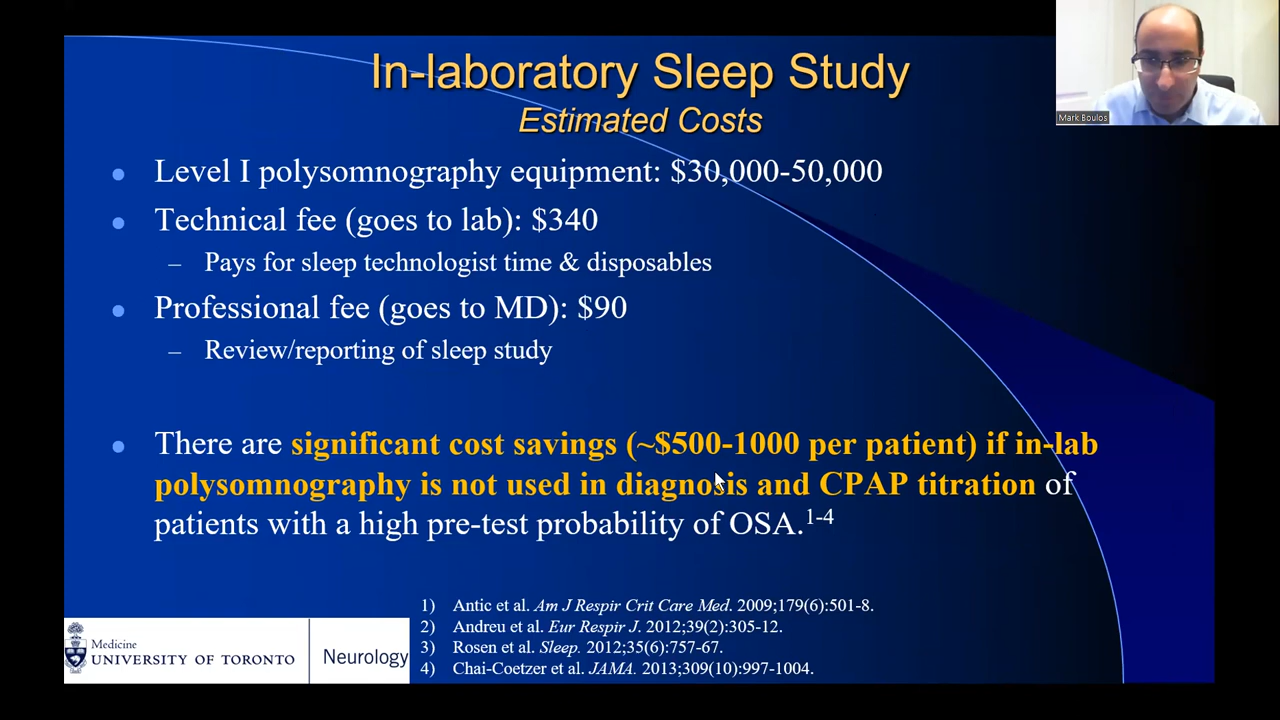 In-laboratory Sleep Study
Estimated Costs
Mark Boulos
• Level I polysomnography equipment: $30,000-50,000
• Technical fee (goes to lab): $340
– Pays for sleep technologist time & disposables
• Professional fee (goes to MD): $90
– Review/reporting of sleep study
• There are significant cost savings (~$500-1000 per patient) if in-lab
polysomnography is not used in diagnosis and CPAP titration of
patients with a high pre-test probability of OSA.1-4
1) Antic et al. Am J Respir Crit Care Med. 2009;179(6):501-8.
2) Andreu et al. Eur Respir J. 2012;39(2):305-12.
3) Rosen et al. Sleep. 2012;35(6):757-67.
4) Chai-Coetzer et al. JAMA. 2013;309(10):997-1004.
Medicine
UNIVERSITY OF TORONTO
Neurology